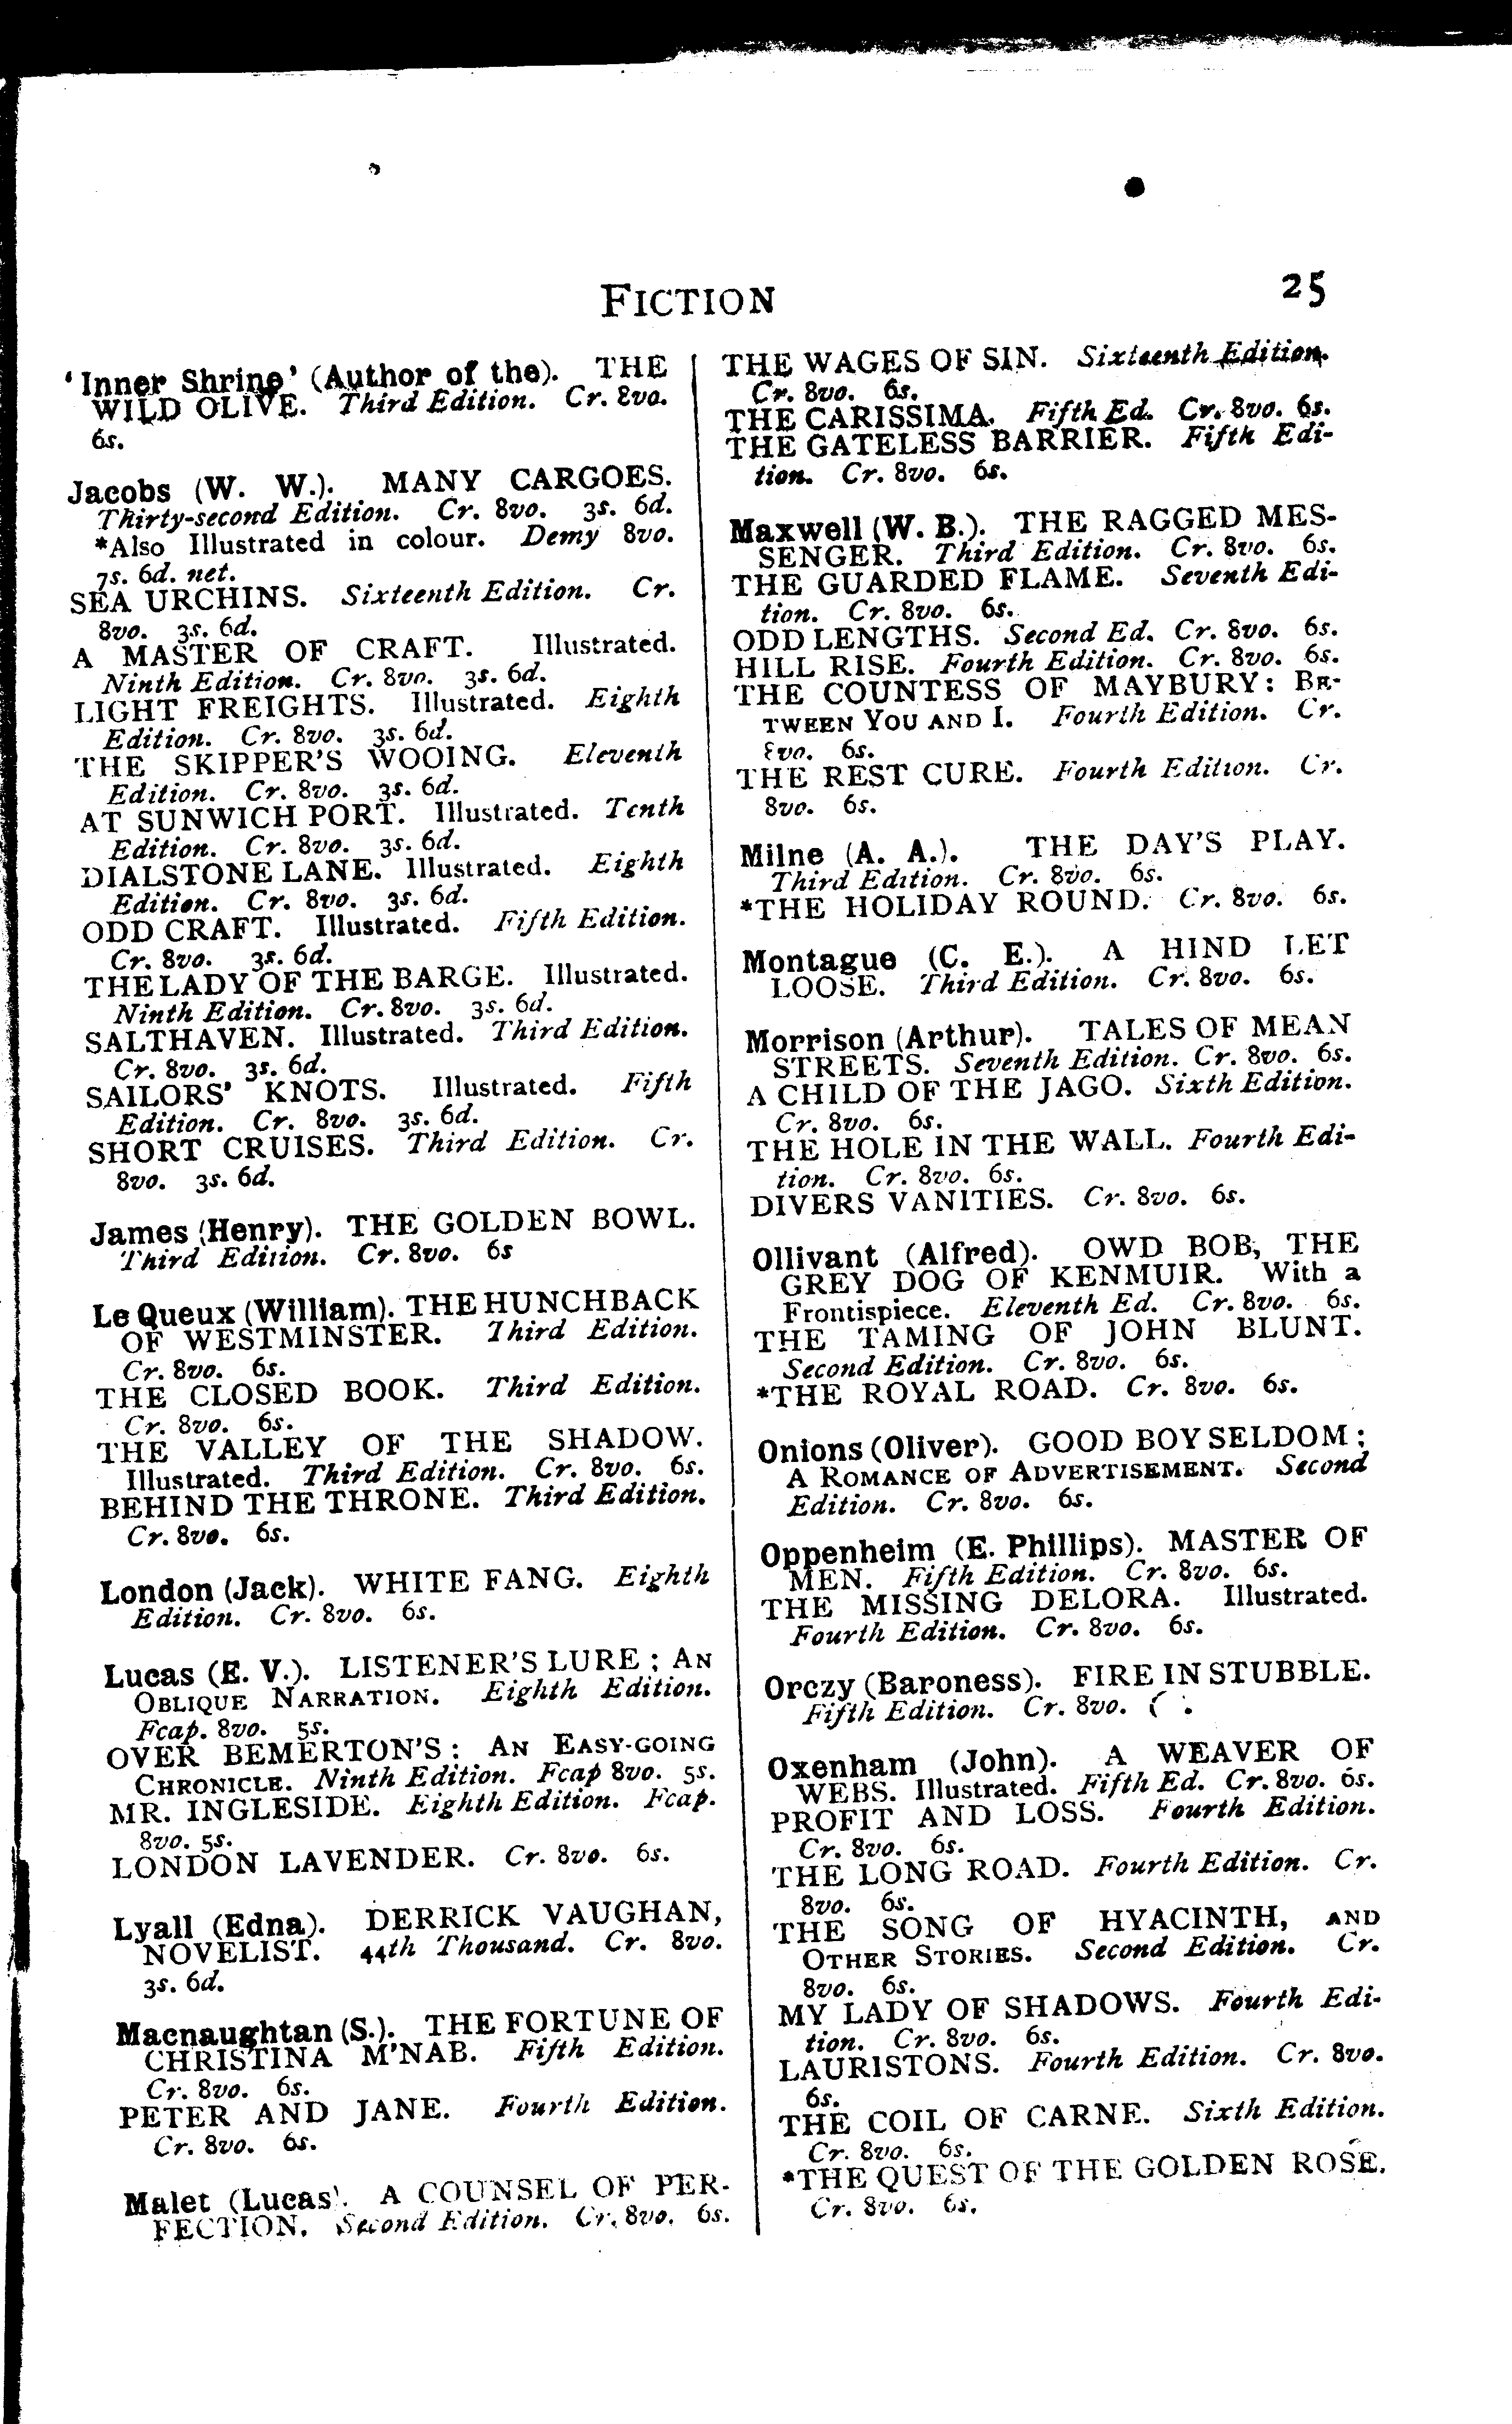 FICTION
25
'Inner Shrine' (Author of the). THE
WILD OLIVE. Third Edition. Cr. 8vo.
6s.
Jacobs (W. W.). MANY CARGOES.
Thirty-second Edition. Cr. 8vo. 3s. 6d.
*Also Illustrated in colour. Demy 8vo.
7s. 6d. net.
SEA URCHINS. Sixteenth Edition. Cr.
8vo. 3s. 6d.
A MASTER OF CRAFT. Illustrated.
Ninth Edition. Cr. 8vo. 3s. 6d.
LIGHT FREIGHTS. Illustrated. Eighth
Edition. Cr. 8vo. 3s. 6d.
THE SKIPPER'S WOOING. Eleventh
Edition. Cr. 8vo. 3s. 6d.
AT SUNWICH PORT. Illustrated. Tenth
Edition. Cr. 8vo. 3s. 6d.
DIALSTONE LANE. Illustrated. Eighth
Edition. Cr. 8vo. 3s. 6d.
ODD CRAFT. Illustrated. Fifth Edition.
Cr. 8vo. 3s. 6d.
THE LADY OF THE BARGE. Illustrated.
Ninth Edition. Cr. 8vo. 3s. 6d.
SALTHAVEN. Illustrated. Third Edition.
Cr. 8vo. 3s. 6d.
SAILORS' KNOTS. Illustrated. Fifth
Edition. Cr. 8vo. 3s. 6d.
SHORT CRUISES. Third Edition. Cr.
8vo. 3s. 6d.
James (Henry). THE GOLDEN BOWL.
Third Edition. Cr. 8vo. 6s
Le Queux (William). THE HUNCHBACK
OF WESTMINSTER. Third Edition.
Cr. 8vo. 6s.
THE CLOSED BOOK. Third Edition.
Cr. 8vo. 6s.
THE VALLEY OF THE SHADOW.
Illustrated. Third Edition. Cr. 8vo. 6s.
BEHIND THE THRONE. Third Edition.
Cr. 8vo. 6s.
London (Jack). WHITE FANG. Eighth
Edition. Cr. 8vo. 6s.
Lucas (E. V.). LISTENER'S LURE : AN
OBLIQUE NARRATION. Eighth Edition.
Fcap. 8vo. 5s.
OVER BEMERTON'S : AN EASY-GOING
CHRONICLE. Ninth Edition. Fcap 8vo. 5s.
MR. INGLESIDE. Eighth Edition. Fcap.
8vo. 5s.
LONDON LAVENDER. Cr. 8vo. 6s.
Lyall (Edna). DERRICK VAUGHAN,
NOVELIST. 44th Thousand. Cr. 8vo.
3s. 6d.
Macnaughtan (S.). THE FORTUNE OF
CHRISTINA M'NAB. Fifth Edition.
Cr. 8vo. 6s.
PETER AND JANE. Fourth Edition.
Cr. 8vo. 6s.
Malet (Lucas). A COUNSEL OF PER-
FECTION. Second Edition. Cr. 8vo. 6s.
THE WAGES OF SIN. Sixteenth Edition.
Cr. 8vo. 6s.
THE CARISSIMA. Fifth Ed. Cr. 8vo. 6s.
THE GATELESS BARRIER. Fifth Edi-
tion. Cr. 8vo. 6s.
Maxwell (W. B.). THE RAGGED MES-
SENGER. Third Edition. Cr. 8vo. 6s.
THE GUARDED FLAME. Seventh Edi-
tion. Cr. 8vo. 6s.
ODD LENGTHS. Second Ed. Cr. 8vo. 6s.
HILL RISE. Fourth Edition. Cr. 8vo. 6s.
THE COUNTESS OF MAYBURY: BE-
TWEEN YOU AND I. Fourth Edition. Cr.
8vo. 6s.
THE REST CURE. Fourth Edition. Cr.
8vo. 6s.
Milne (A. A.). THE DAY'S PLAY.
Third Edition. Cr. 8vo. 6s.
*THE HOLIDAY ROUND. Cr. 8vo. 6s.
Montague (C. E.). A HIND LET
LOOSE. Third Edition. Cr. 8vo. 6s.
Morrison (Arthur). TALES OF MEAN
STREETS. Seventh Edition. Cr. 8vo. 6s.
A CHILD OF THE JAGO. Sixth Edition.
Cr. 8vo. 6s.
THE HOLE IN THE WALL. Fourth Edi-
tion. Cr. 8vo. 6s.
DIVERS VANITIES. Cr. 8vo. 6s.
Ollivant (Alfred). OWD BOB, THE
GREY DOG OF KENMUIR. With a
Frontispiece. Eleventh Ed. Cr. 8vo. 6s.
THE TAMING OF JOHN BLUNT.
Second Edition. Cr. 8vo. 6s.
*THE ROYAL ROAD. Cr. 8vo. 6s.
Onions (Oliver). GOOD BOY SELDOM ;
A ROMANCE OF ADVERTISEMENT. Second
Edition. Cr. 8vo. 6s.
Oppenheim (E. Phillips). MASTER OF
MEN. Fifth Edition. Cr. 8vo. 6s.
THE MISSING DELORA. Illustrated.
Fourth Edition. Cr. 8vo. 6s.
Orczy (Baroness). FIRE IN STUBBLE.
Fifth Edition. Cr. 8vo.
Oxenham (John). A WEAVER OF
WEBS. Illustrated. Fifth Ed. Cr. 8vo. 6s.
PROFIT AND LOSS. Fourth Edition.
Cr. 8vo. 6s.
THE LONG ROAD. Fourth Edition. Cr.
8vo. 6s.
THE SONG OF HYACINTH, AND
OTHER STORIES. Second Edition. Cr.
8vo. 6s.
MY LADY OF SHADOWS. Fourth Edi-
tion. Cr. 8vo. 6s.
LAURISTONS. Fourth Edition. Cr. 8vo.
6s.
THE COIL OF CARNE. Sixth Edition.
Cr. 8vo. 6s.
*THE QUEST OF THE GOLDEN ROSE.
Cr. 8vo. 6s.